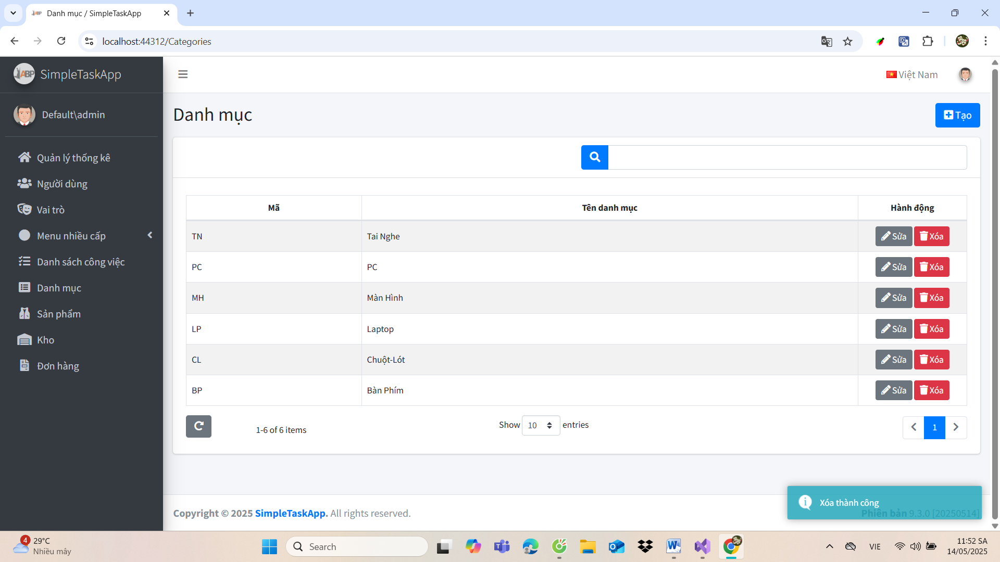 Danh mục / SimpleTaskApp
localhost:44312/Categories
ABP SimpleTaskApp
Việt Nam
Default\admin
Danh mục
Tạo
Quản lý thống kê
Người dùng
Vai trò
Menu nhiều cấp
Danh sách công việc
Danh mục
Sản phẩm
Kho
Đơn hàng
Mã Tên danh mục Hành động
TN Tai Nghe Sửa Xóa
PC PC Sửa Xóa
MH Màn Hình Sửa Xóa
LP Laptop Sửa Xóa
CL Chuột-Lót Sửa Xóa
BP Bàn Phím Sửa Xóa
1-6 of 6 items Show 10 entries 1
Xóa thành công
Copyright © 2025 SimpleTaskApp. All rights reserved. Phiên bản 9.3.0 [20250514]
4 29°C
Nhiều mây
Search
VIE
11:52 SA
14/05/2025